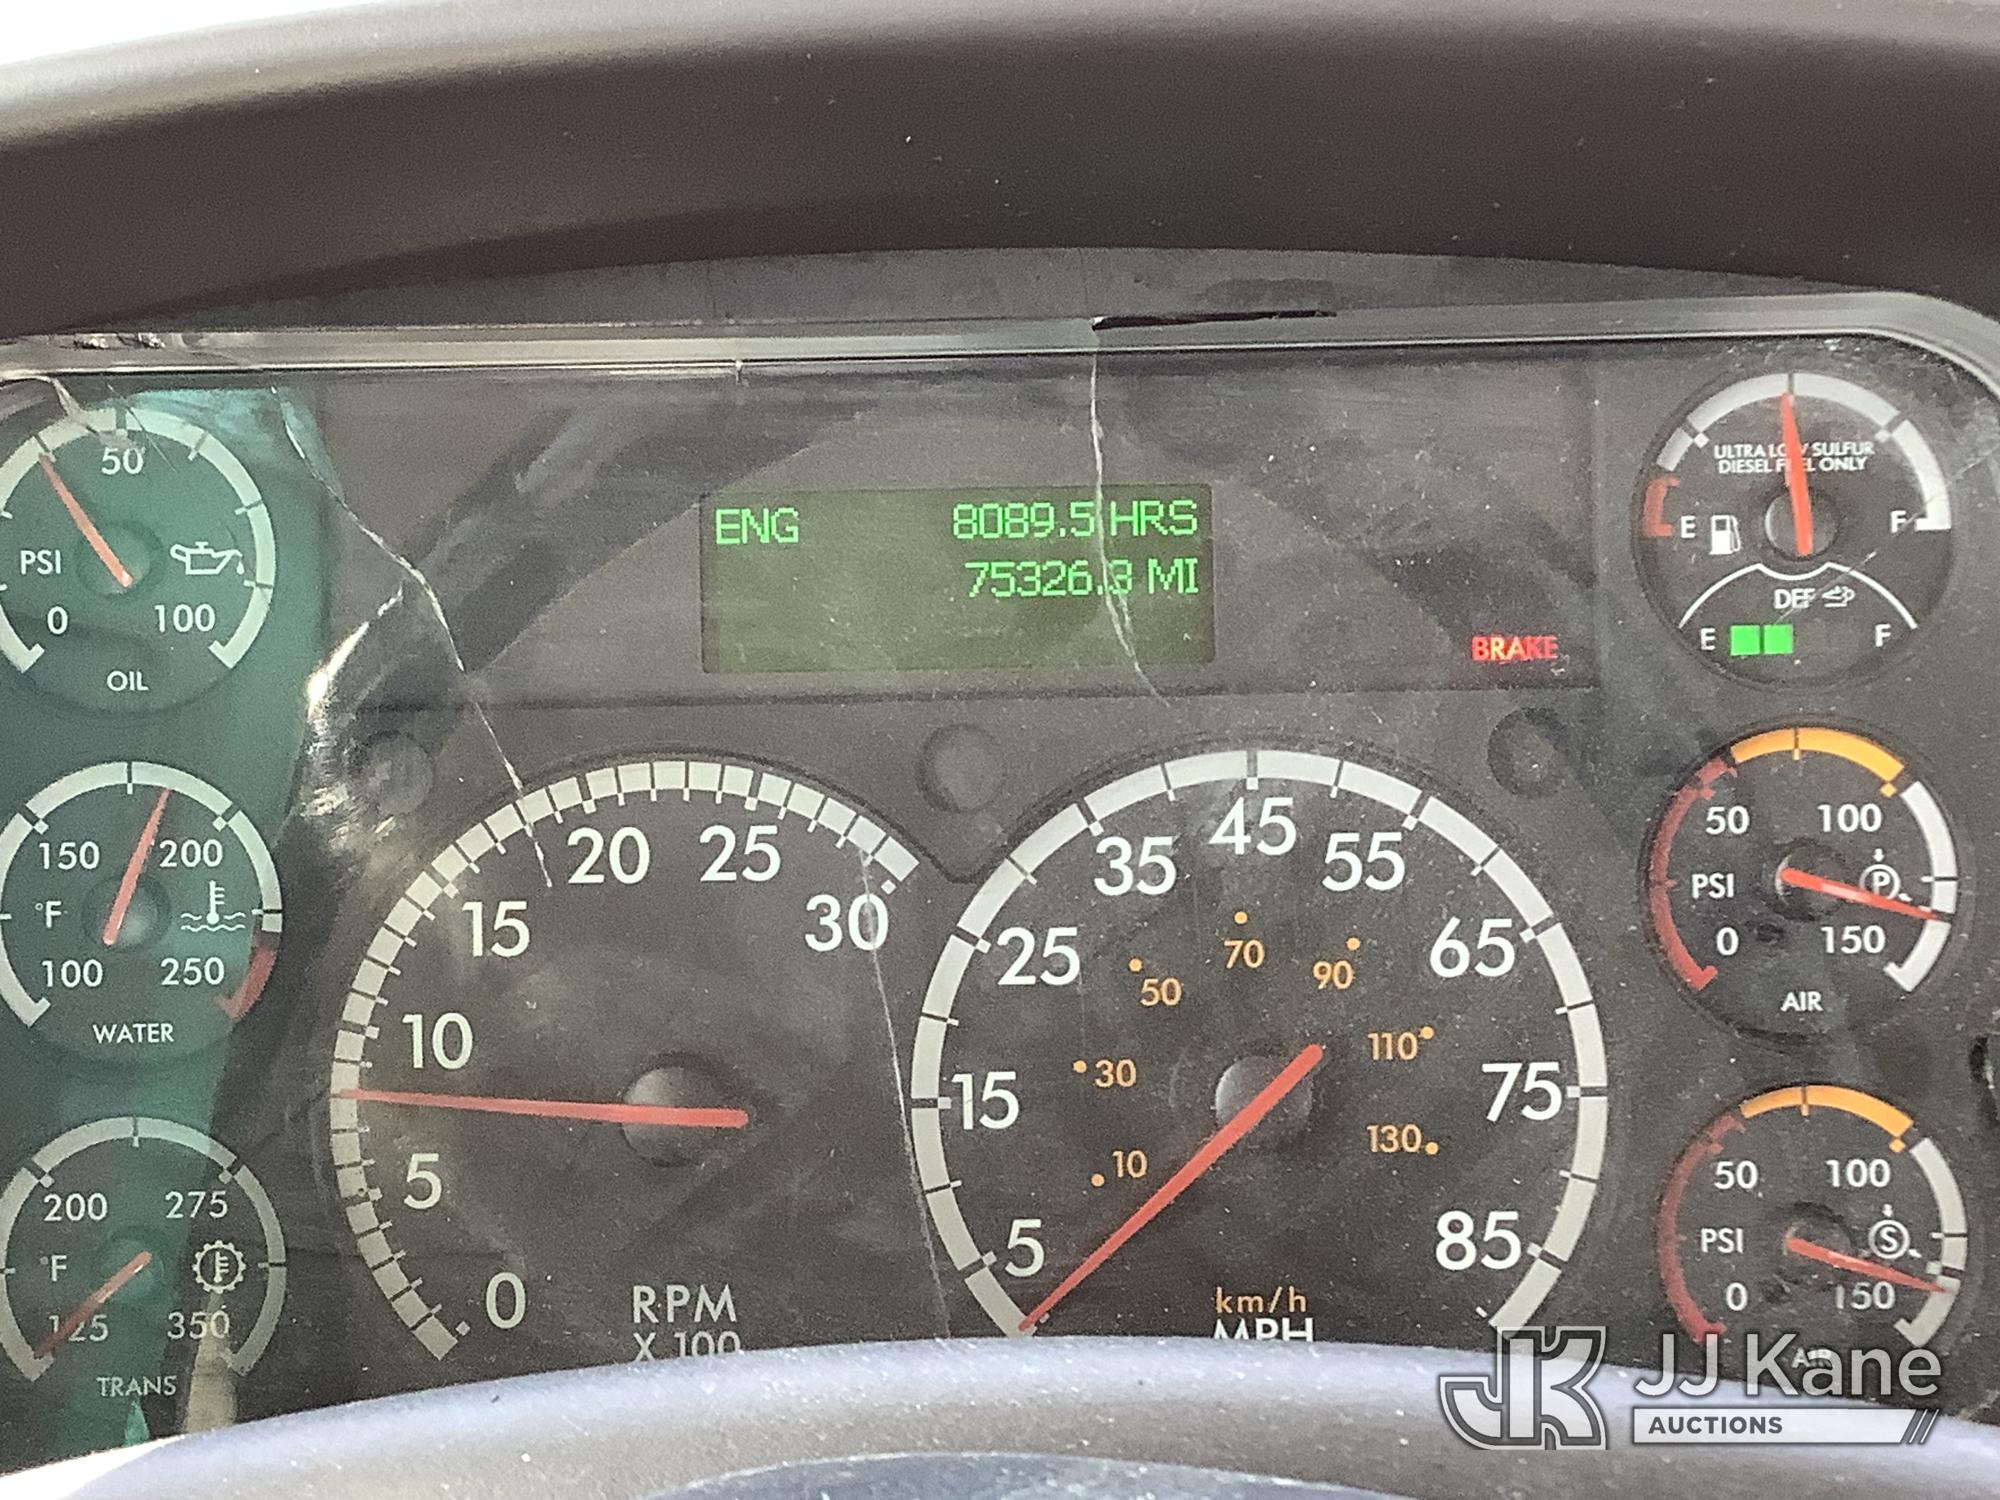 50
PSI
0 100
OIL
ENG 8089.5 HRS
75326.3 MI
BRAKE
ULTRA LOW SULFUR
DIESEL FUEL ONLY
E F
DEF
E F
150 200
°F
100 250
WATER
200 275
°F
125 350
TRANS
0 5 10 15 20 25 30
RPM
X 100
5 15 25 35 45 55 65 75 85
10 30 50 70 90 110 130
km/h
MPH
50 100
PSI P
0 150
AIR
50 100
PSI S
0 150
AIR
JK JJ Kane
AUCTIONS